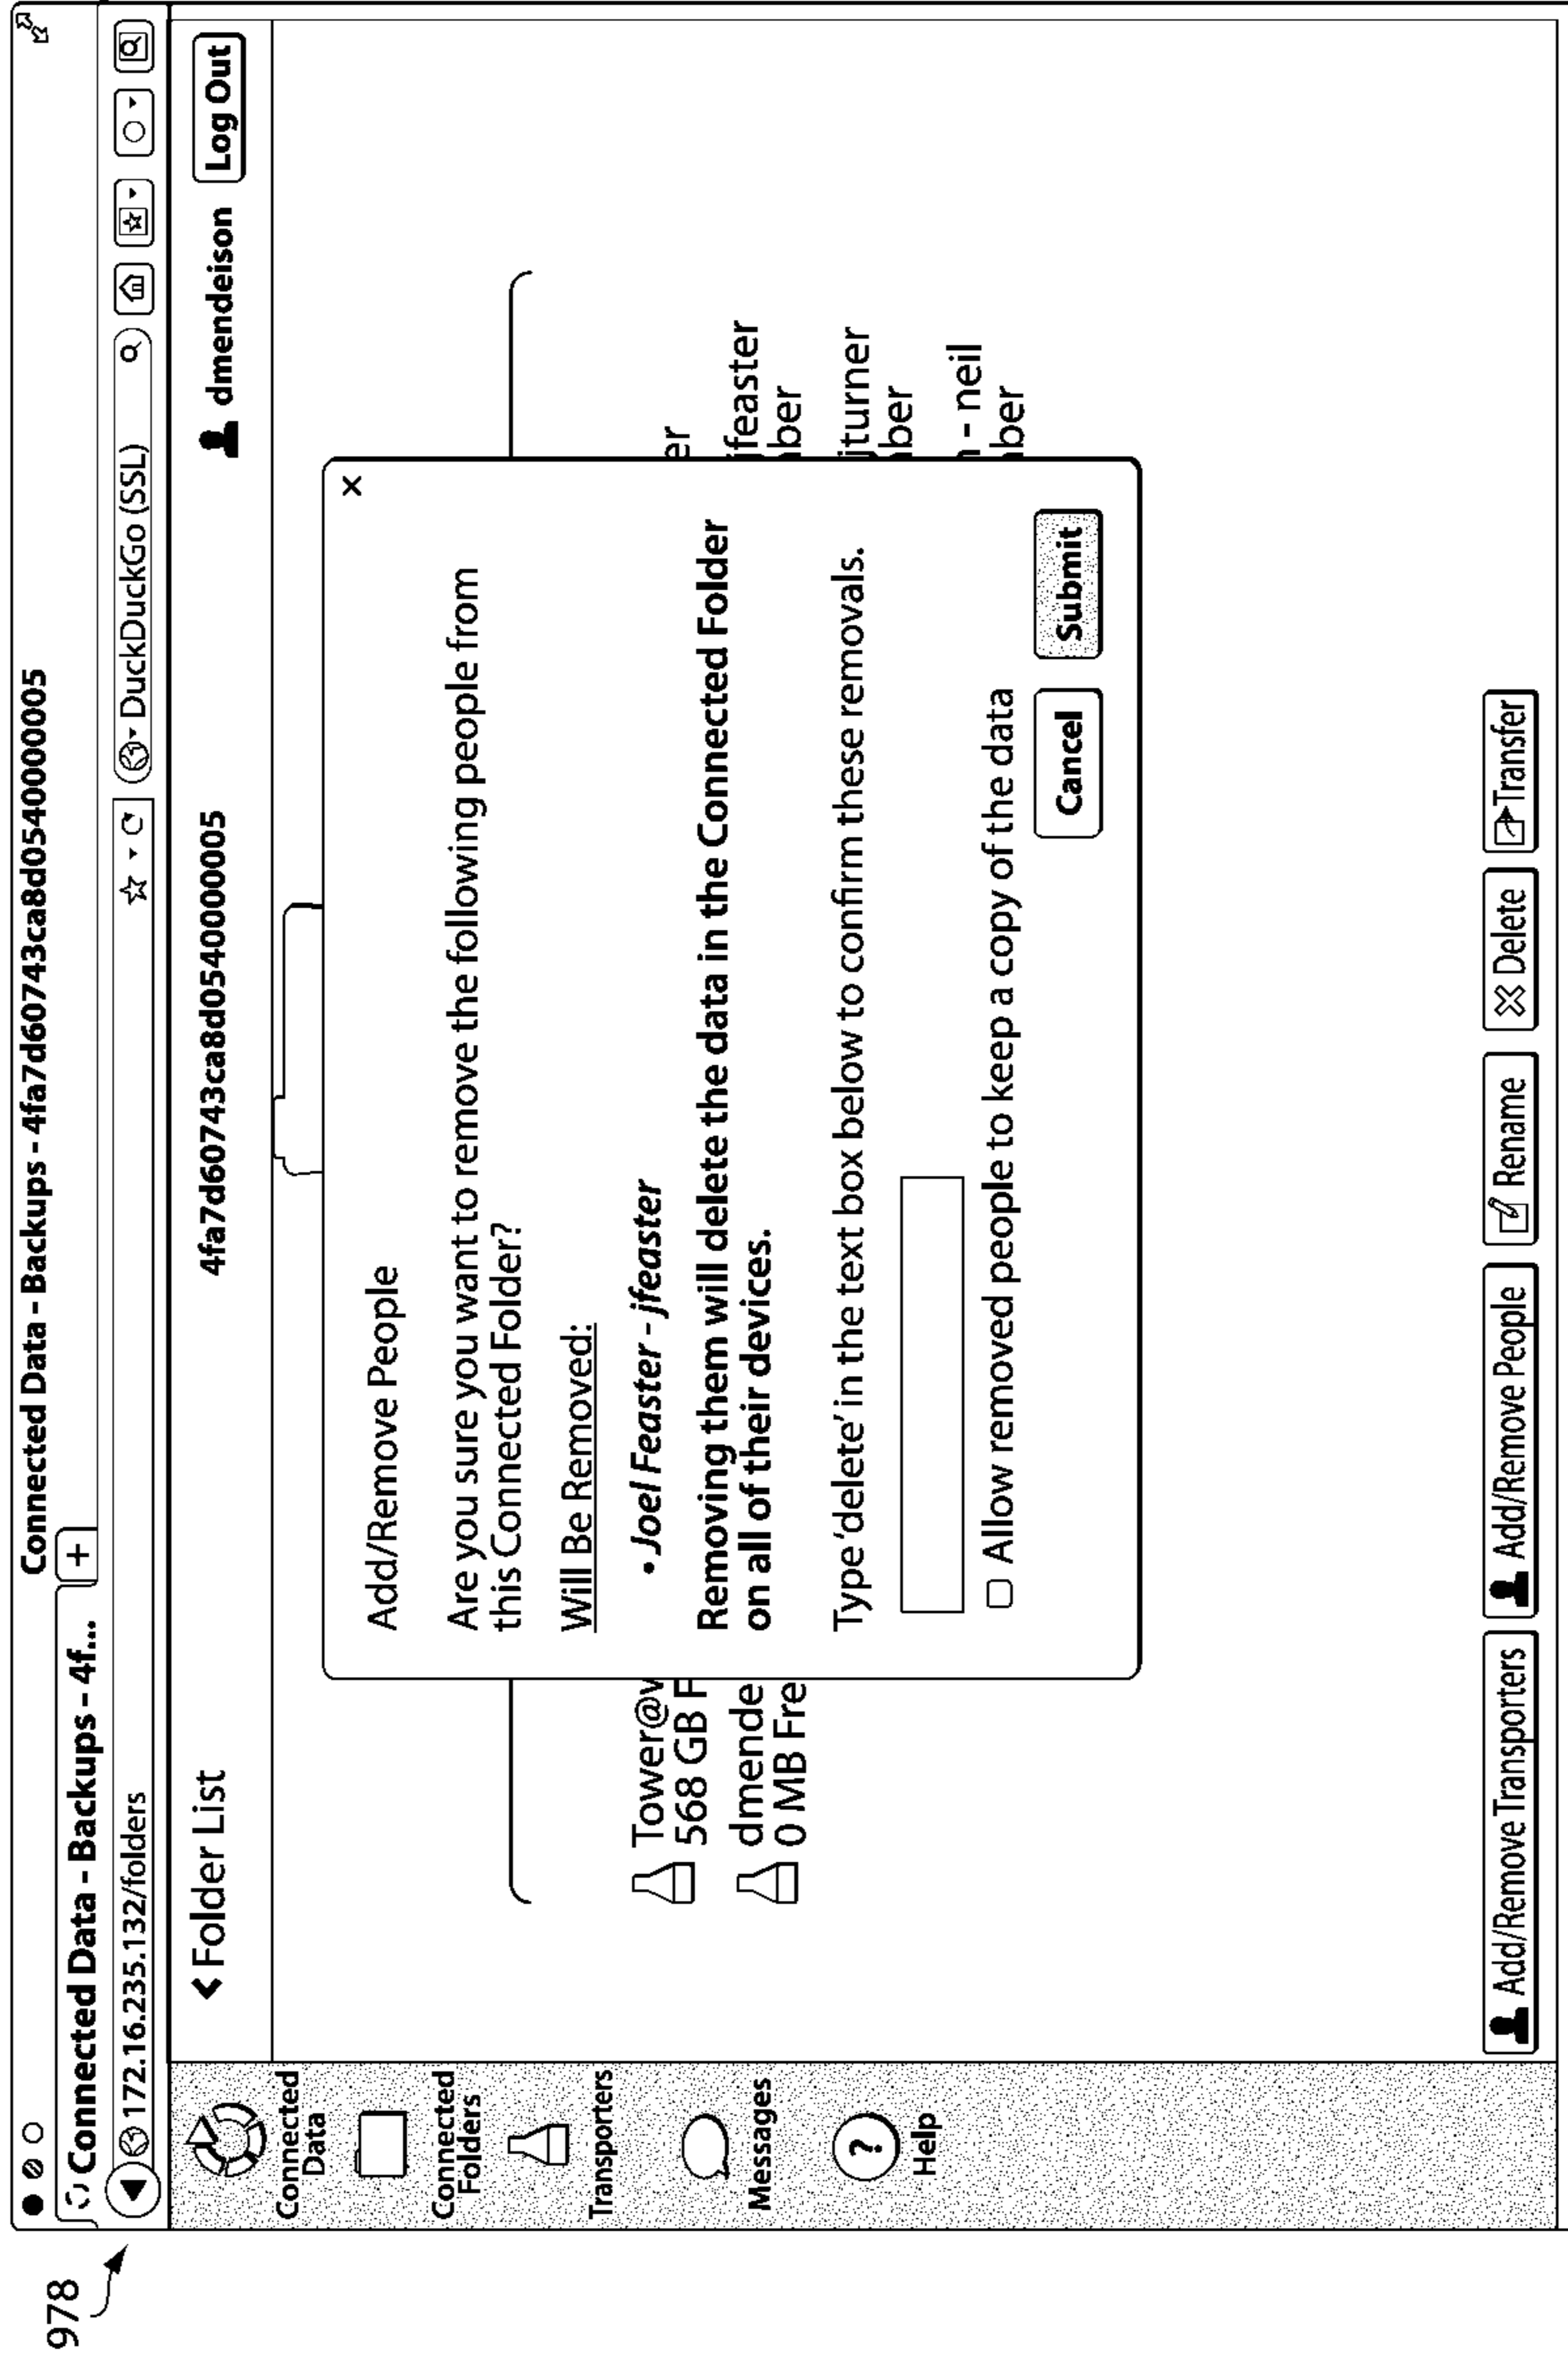 978
Connected Data - Backups - 4fa7d60743ca8d0540000005
Connected Data - Backups - 4f...
+
172.16.235.132/folders
DuckDuckGo (SSL)
Folder List
4fa7d60743ca8d0540000005
dmendeison
Log Out
Connected
Data
Connected
Folders
Transporters
Messages
?
Help
Tower@
568 GB F
dmende
0 MB Fre
er
jfeaster
ber
jturner
ber
- neil
ber
Add/Remove People
x
Are you sure you want to remove the following people from
this Connected Folder?
Will Be Removed:
• Joel Feaster - jfeaster
Removing them will delete the data in the Connected Folder
on all of their devices.
Type 'delete' in the text box below to confirm these removals.
Allow removed people to keep a copy of the data
Cancel
Submit
Add/Remove Transporters
Add/Remove People
Rename
Delete
Transfer